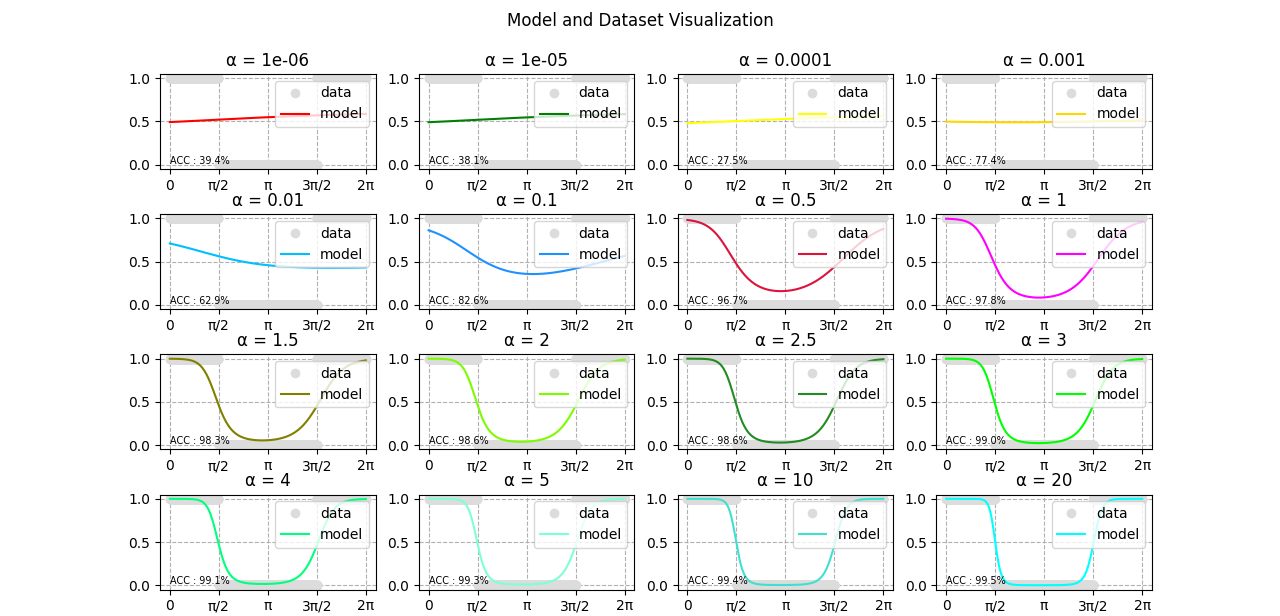 Model and Dataset Visualization
α = 1e-06 α = 1e-05 α = 0.0001 α = 0.001
1.0 data 1.0 data 1.0 data 1.0 data
0.5 model 0.5 model 0.5 model 0.5 model
0.0 ACC : 39.4% 0.0 ACC : 38.1% 0.0 ACC : 27.5% 0.0 ACC : 77.4%
0 π/2 π 3π/2 2π 0 π/2 π 3π/2 2π 0 π/2 π 3π/2 2π 0 π/2 π 3π/2 2π
α = 0.01 α = 0.1 α = 0.5 α = 1
1.0 data 1.0 data 1.0 data 1.0 data
0.5 model 0.5 model 0.5 model 0.5 model
0.0 ACC : 62.9% 0.0 ACC : 82.6% 0.0 ACC : 96.7% 0.0 ACC : 97.8%
0 π/2 π 3π/2 2π 0 π/2 π 3π/2 2π 0 π/2 π 3π/2 2π 0 π/2 π 3π/2 2π
α = 1.5 α = 2 α = 2.5 α = 3
1.0 data 1.0 data 1.0 data 1.0 data
0.5 model 0.5 model 0.5 model 0.5 model
0.0 ACC : 98.3% 0.0 ACC : 98.6% 0.0 ACC : 98.6% 0.0 ACC : 99.0%
0 π/2 π 3π/2 2π 0 π/2 π 3π/2 2π 0 π/2 π 3π/2 2π 0 π/2 π 3π/2 2π
α = 4 α = 5 α = 10 α = 20
1.0 data 1.0 data 1.0 data 1.0 data
0.5 model 0.5 model 0.5 model 0.5 model
0.0 ACC : 99.1% 0.0 ACC : 99.3% 0.0 ACC : 99.4% 0.0 ACC : 99.5%
0 π/2 π 3π/2 2π 0 π/2 π 3π/2 2π 0 π/2 π 3π/2 2π 0 π/2 π 3π/2 2π